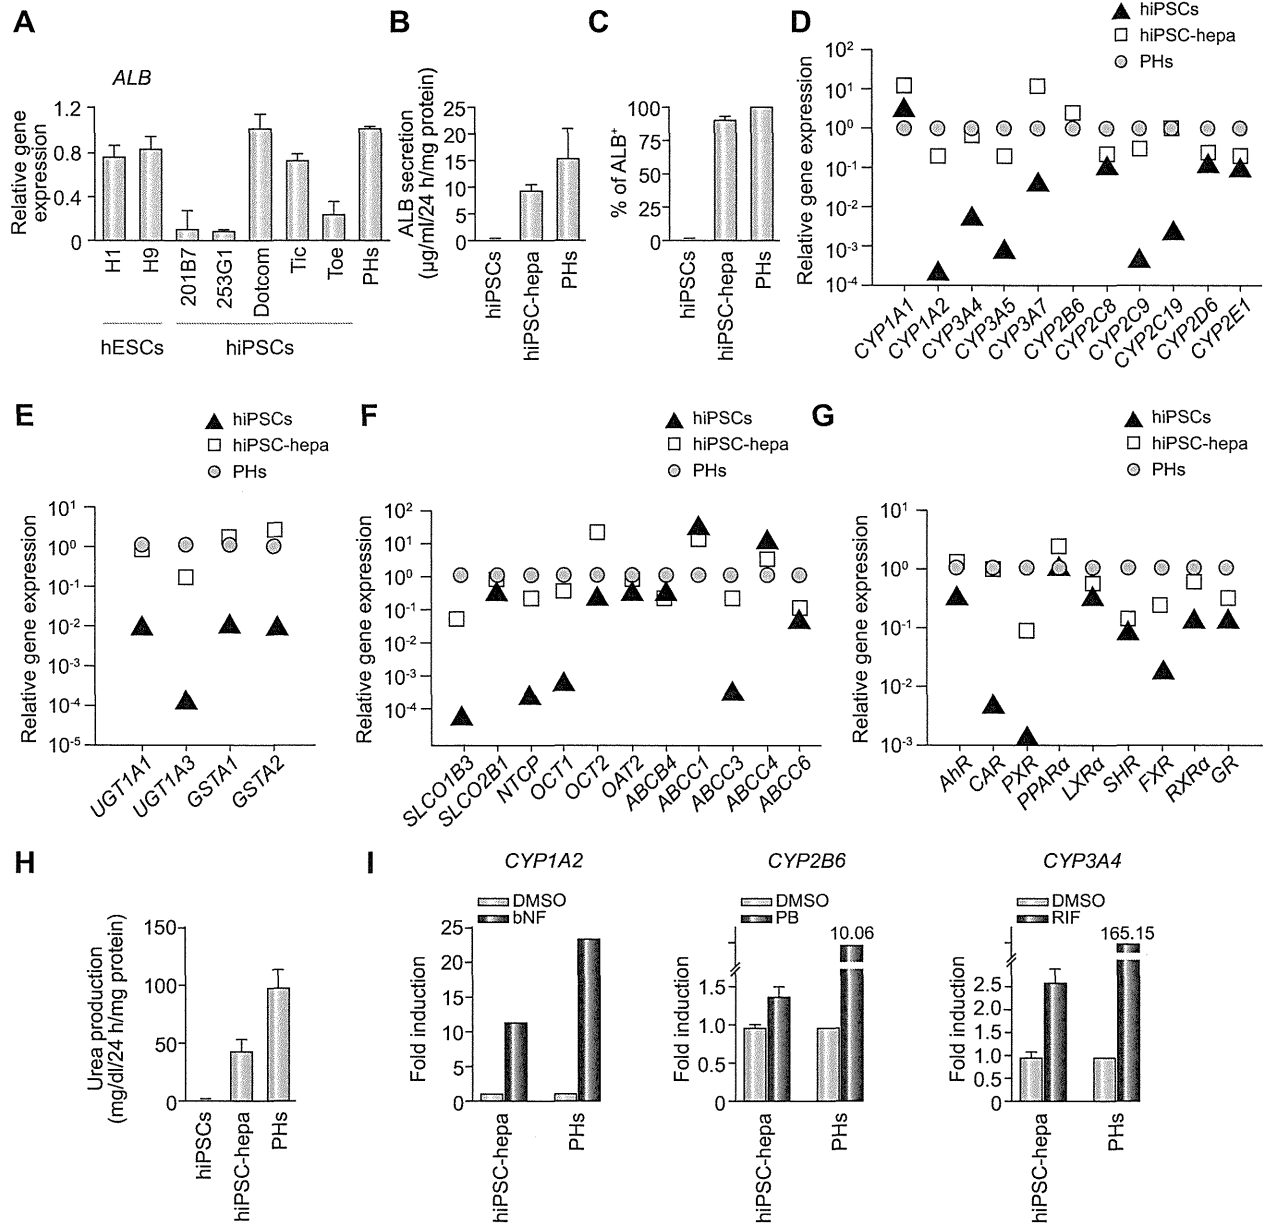 A
ALB
Relative gene
expression
1.2
0.8
0.4
0
H1
H9
201B7
253G1
Dotcom
Tic
Toe
PHs
hESCs
hiPSCs
B
ALB secretion
(µg/ml/24 h/mg protein)
25
20
15
10
5
0
hiPSCs
hiPSC-hepa
PHs
C
% of ALB⁺
100
75
50
25
0
hiPSCs
hiPSC-hepa
PHs
D
hiPSCs
hiPSC-hepa
PHs
Relative gene expression
10²
10¹
10⁰
10⁻¹
10⁻²
10⁻³
10⁻⁴
CYP1A1
CYP1A2
CYP3A4
CYP3A5
CYP3A7
CYP2B6
CYP2C8
CYP2C9
CYP2C19
CYP2D6
CYP2E1
E
hiPSCs
hiPSC-hepa
PHs
Relative gene expression
10¹
10⁰
10⁻¹
10⁻²
10⁻³
10⁻⁴
10⁻⁵
UGT1A1
UGT1A3
GSTA1
GSTA2
F
hiPSCs
hiPSC-hepa
PHs
Relative gene expression
10²
10¹
10⁰
10⁻¹
10⁻²
10⁻³
10⁻⁴
SLCO1B3
SLCO2B1
NTCP
OCT1
OCT2
OAT2
ABCB4
ABCC1
ABCC3
ABCC4
ABCC6
G
hiPSCs
hiPSC-hepa
PHs
Relative gene expression
10¹
10⁰
10⁻¹
10⁻²
10⁻³
AhR
CAR
PXR
PPARα
LXRα
SHR
FXR
RXRα
GR
H
Urea production
(mg/dl/24 h/mg protein)
150
100
50
0
hiPSCs
hiPSC-hepa
PHs
I
CYP1A2
DMSO
bNF
Fold induction
25
20
15
10
5
0
hiPSC-hepa
PHs
CYP2B6
DMSO
PB
10.06
Fold induction
1.5
1.0
0.5
0
hiPSC-hepa
PHs
CYP3A4
DMSO
RIF
165.15
Fold induction
2.5
2.0
1.5
1.0
0.5
0
hiPSC-hepa
PHs